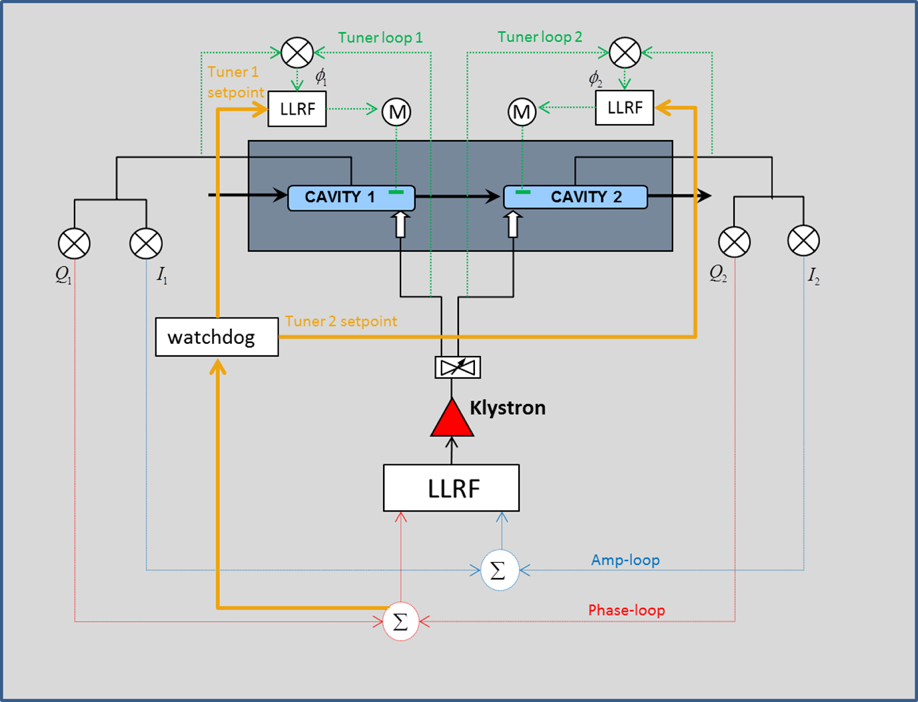 Tuner loop 1
Tuner loop 2
Tuner 1
setpoint
ϕ₁
ϕ₂
LLRF
M
M
LLRF
CAVITY 1
CAVITY 2
Q₁
I₁
Q₂
I₂
Tuner 2 setpoint
watchdog
Klystron
LLRF
Amp-loop
Σ
Phase-loop
Σ